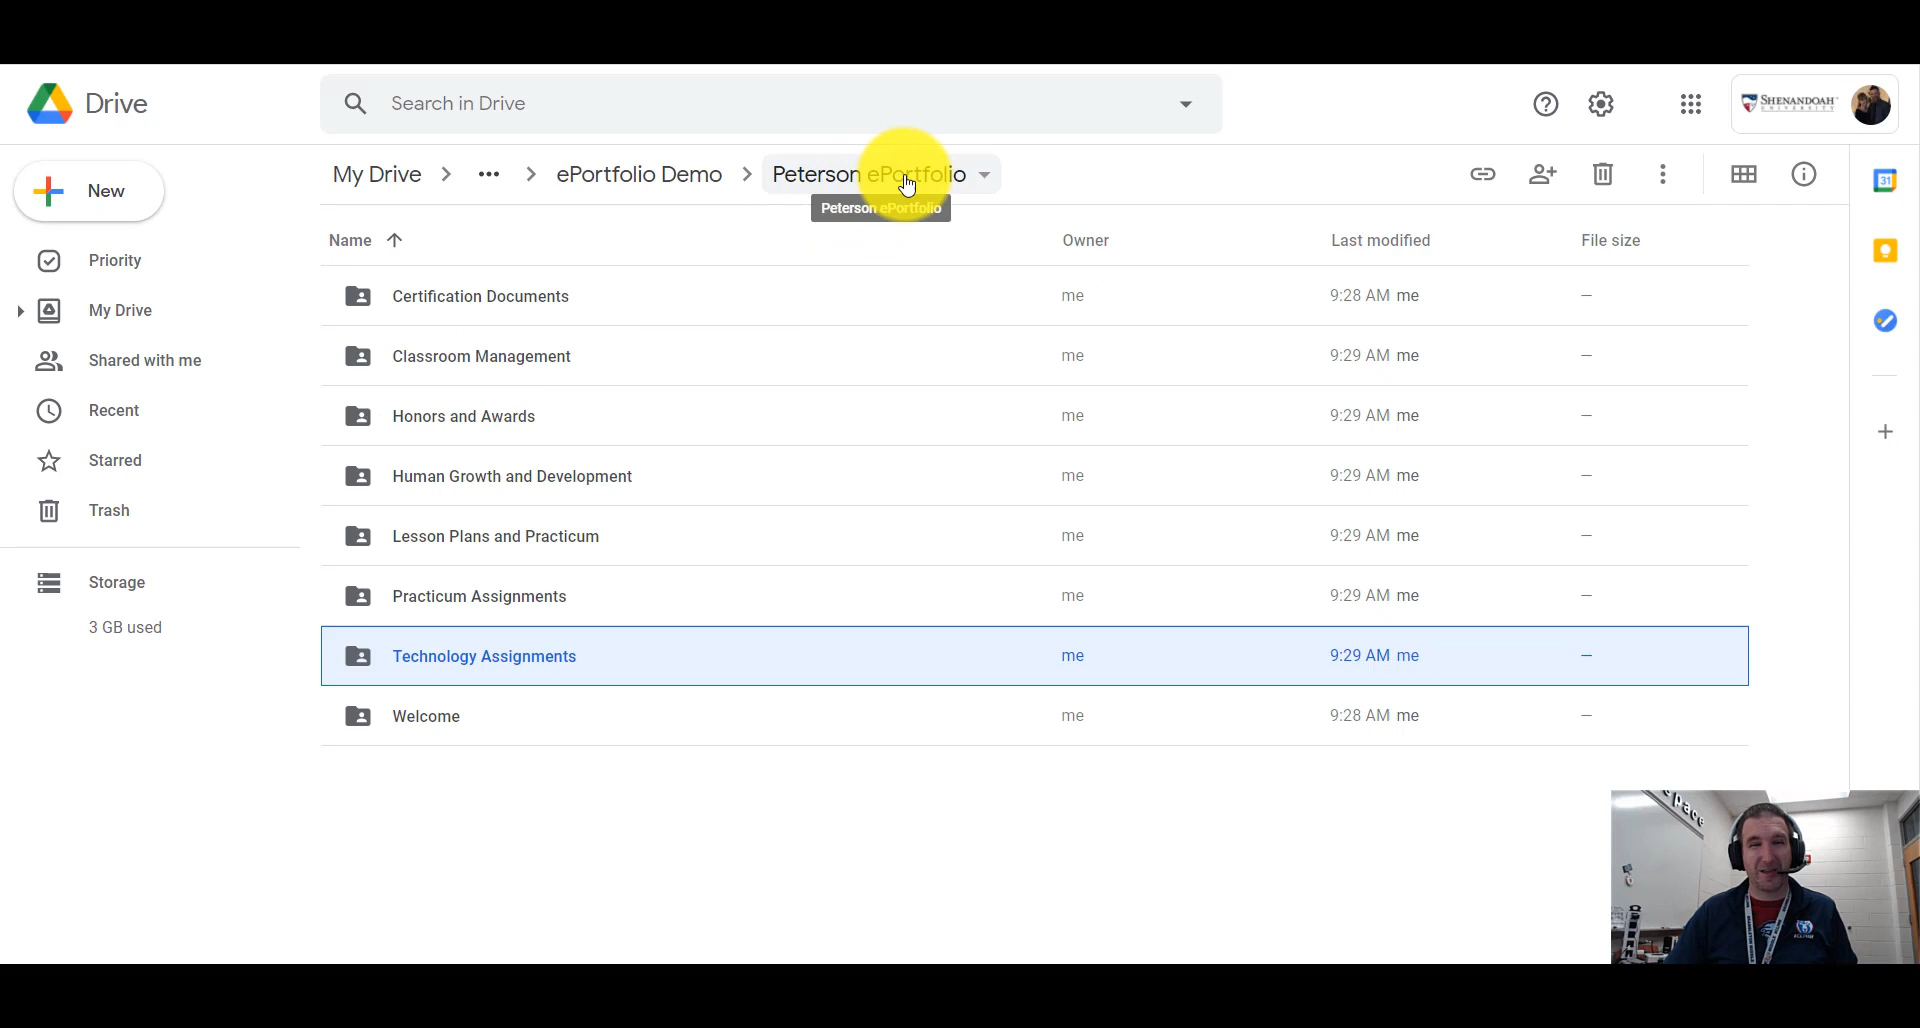 Drive
Search in Drive
SHENANDOAH
UNIVERSITY
New
My Drive > ••• > ePortfolio Demo > Peterson ePortfolio
Peterson ePortfolio
31
Priority
My Drive
Shared with me
Recent
Starred
Trash
Storage
3 GB used
Name Owner Last modified File size
Certification Documents me 9:28 AM me –
Classroom Management me 9:29 AM me –
Honors and Awards me 9:29 AM me –
Human Growth and Development me 9:29 AM me –
Lesson Plans and Practicum me 9:29 AM me –
Practicum Assignments me 9:29 AM me –
Technology Assignments me 9:29 AM me –
Welcome me 9:28 AM me –
pace